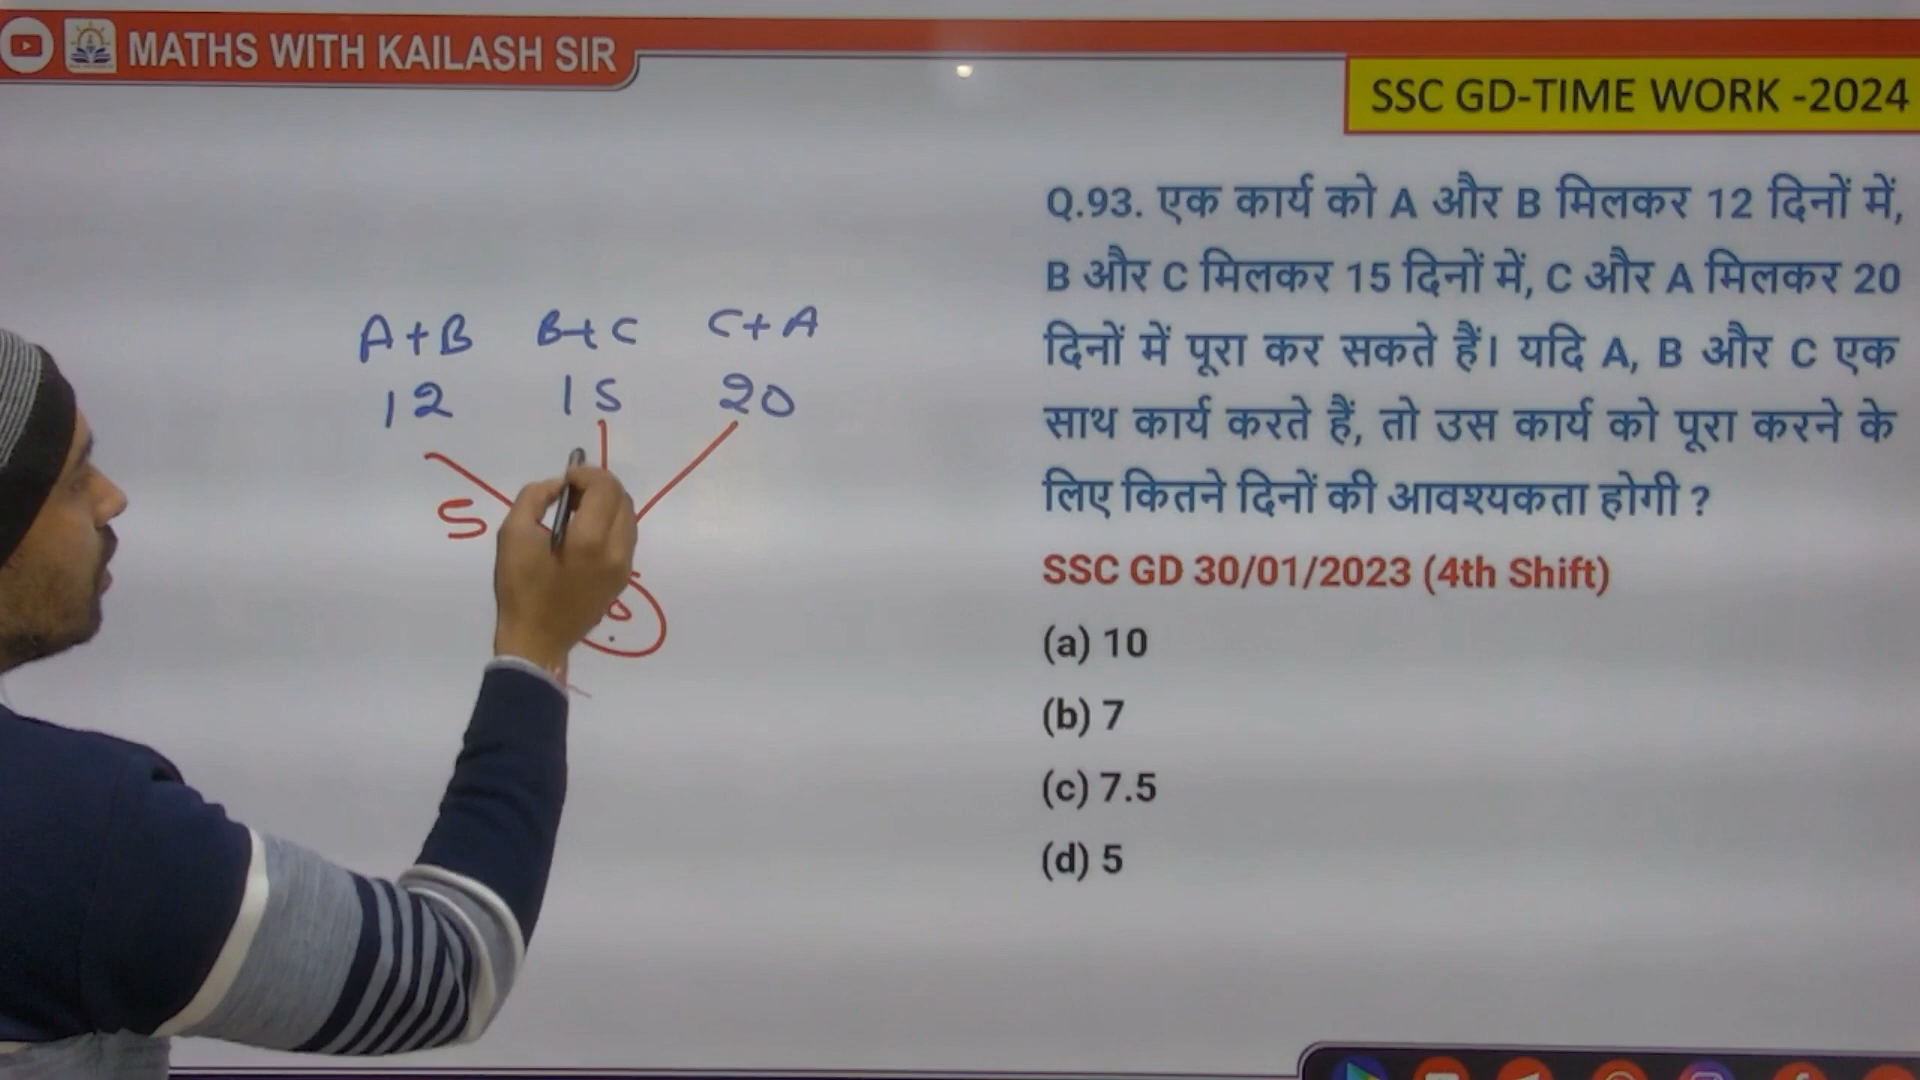 MATHS WITH KAILASH SIR
SSC GD-TIME WORK -2024
Q.93. एक कार्य को A और B मिलकर 12 दिनों में,
B और C मिलकर 15 दिनों में, C और A मिलकर 20
दिनों में पूरा कर सकते हैं। यदि A, B और C एक
साथ कार्य करते हैं, तो उस कार्य को पूरा करने के
लिए कितने दिनों की आवश्यकता होगी ?
SSC GD 30/01/2023 (4th Shift)
(a) 10
(b) 7
(c) 7.5
(d) 5
A+B B+C C+A
12 15 20
5